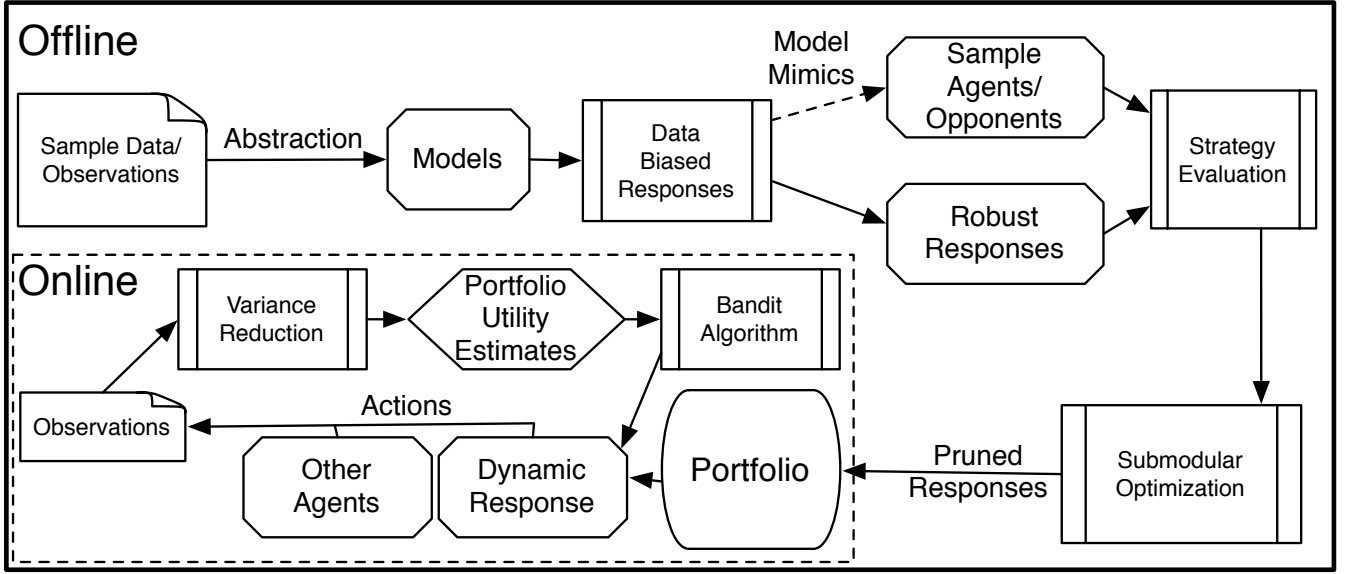 Offline
Sample Data/
Observations
Abstraction
Models
Data
Biased
Responses
Model
Mimics
Sample
Agents/
Opponents
Robust
Responses
Strategy
Evaluation
Online
Variance
Reduction
Portfolio
Utility
Estimates
Bandit
Algorithm
Observations
Actions
Other
Agents
Dynamic
Response
Portfolio
Pruned
Responses
Submodular
Optimization